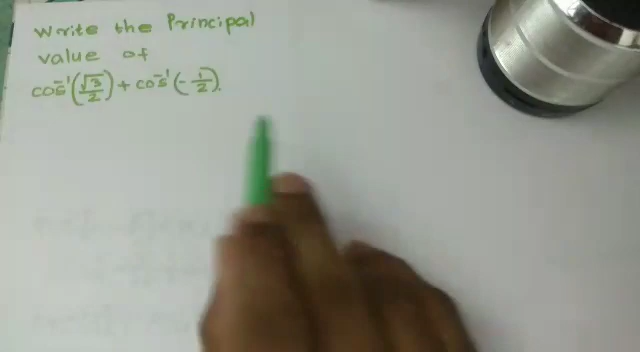 Write the Principal
value of
cos⁻¹(√3/2) + cos⁻¹(-1/2).